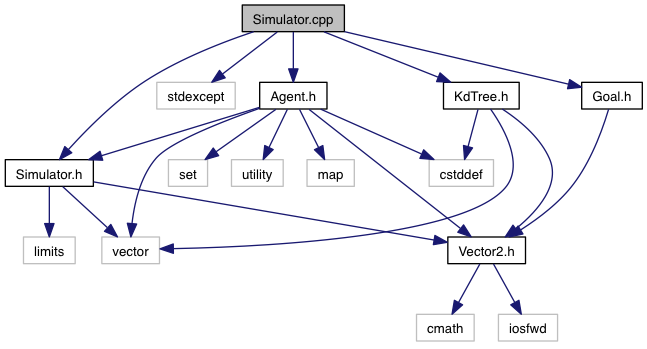 Simulator.cpp
stdexcept
Agent.h
KdTree.h
Goal.h
Simulator.h
set
utility
map
cstddef
limits
vector
Vector2.h
cmath
iosfwd